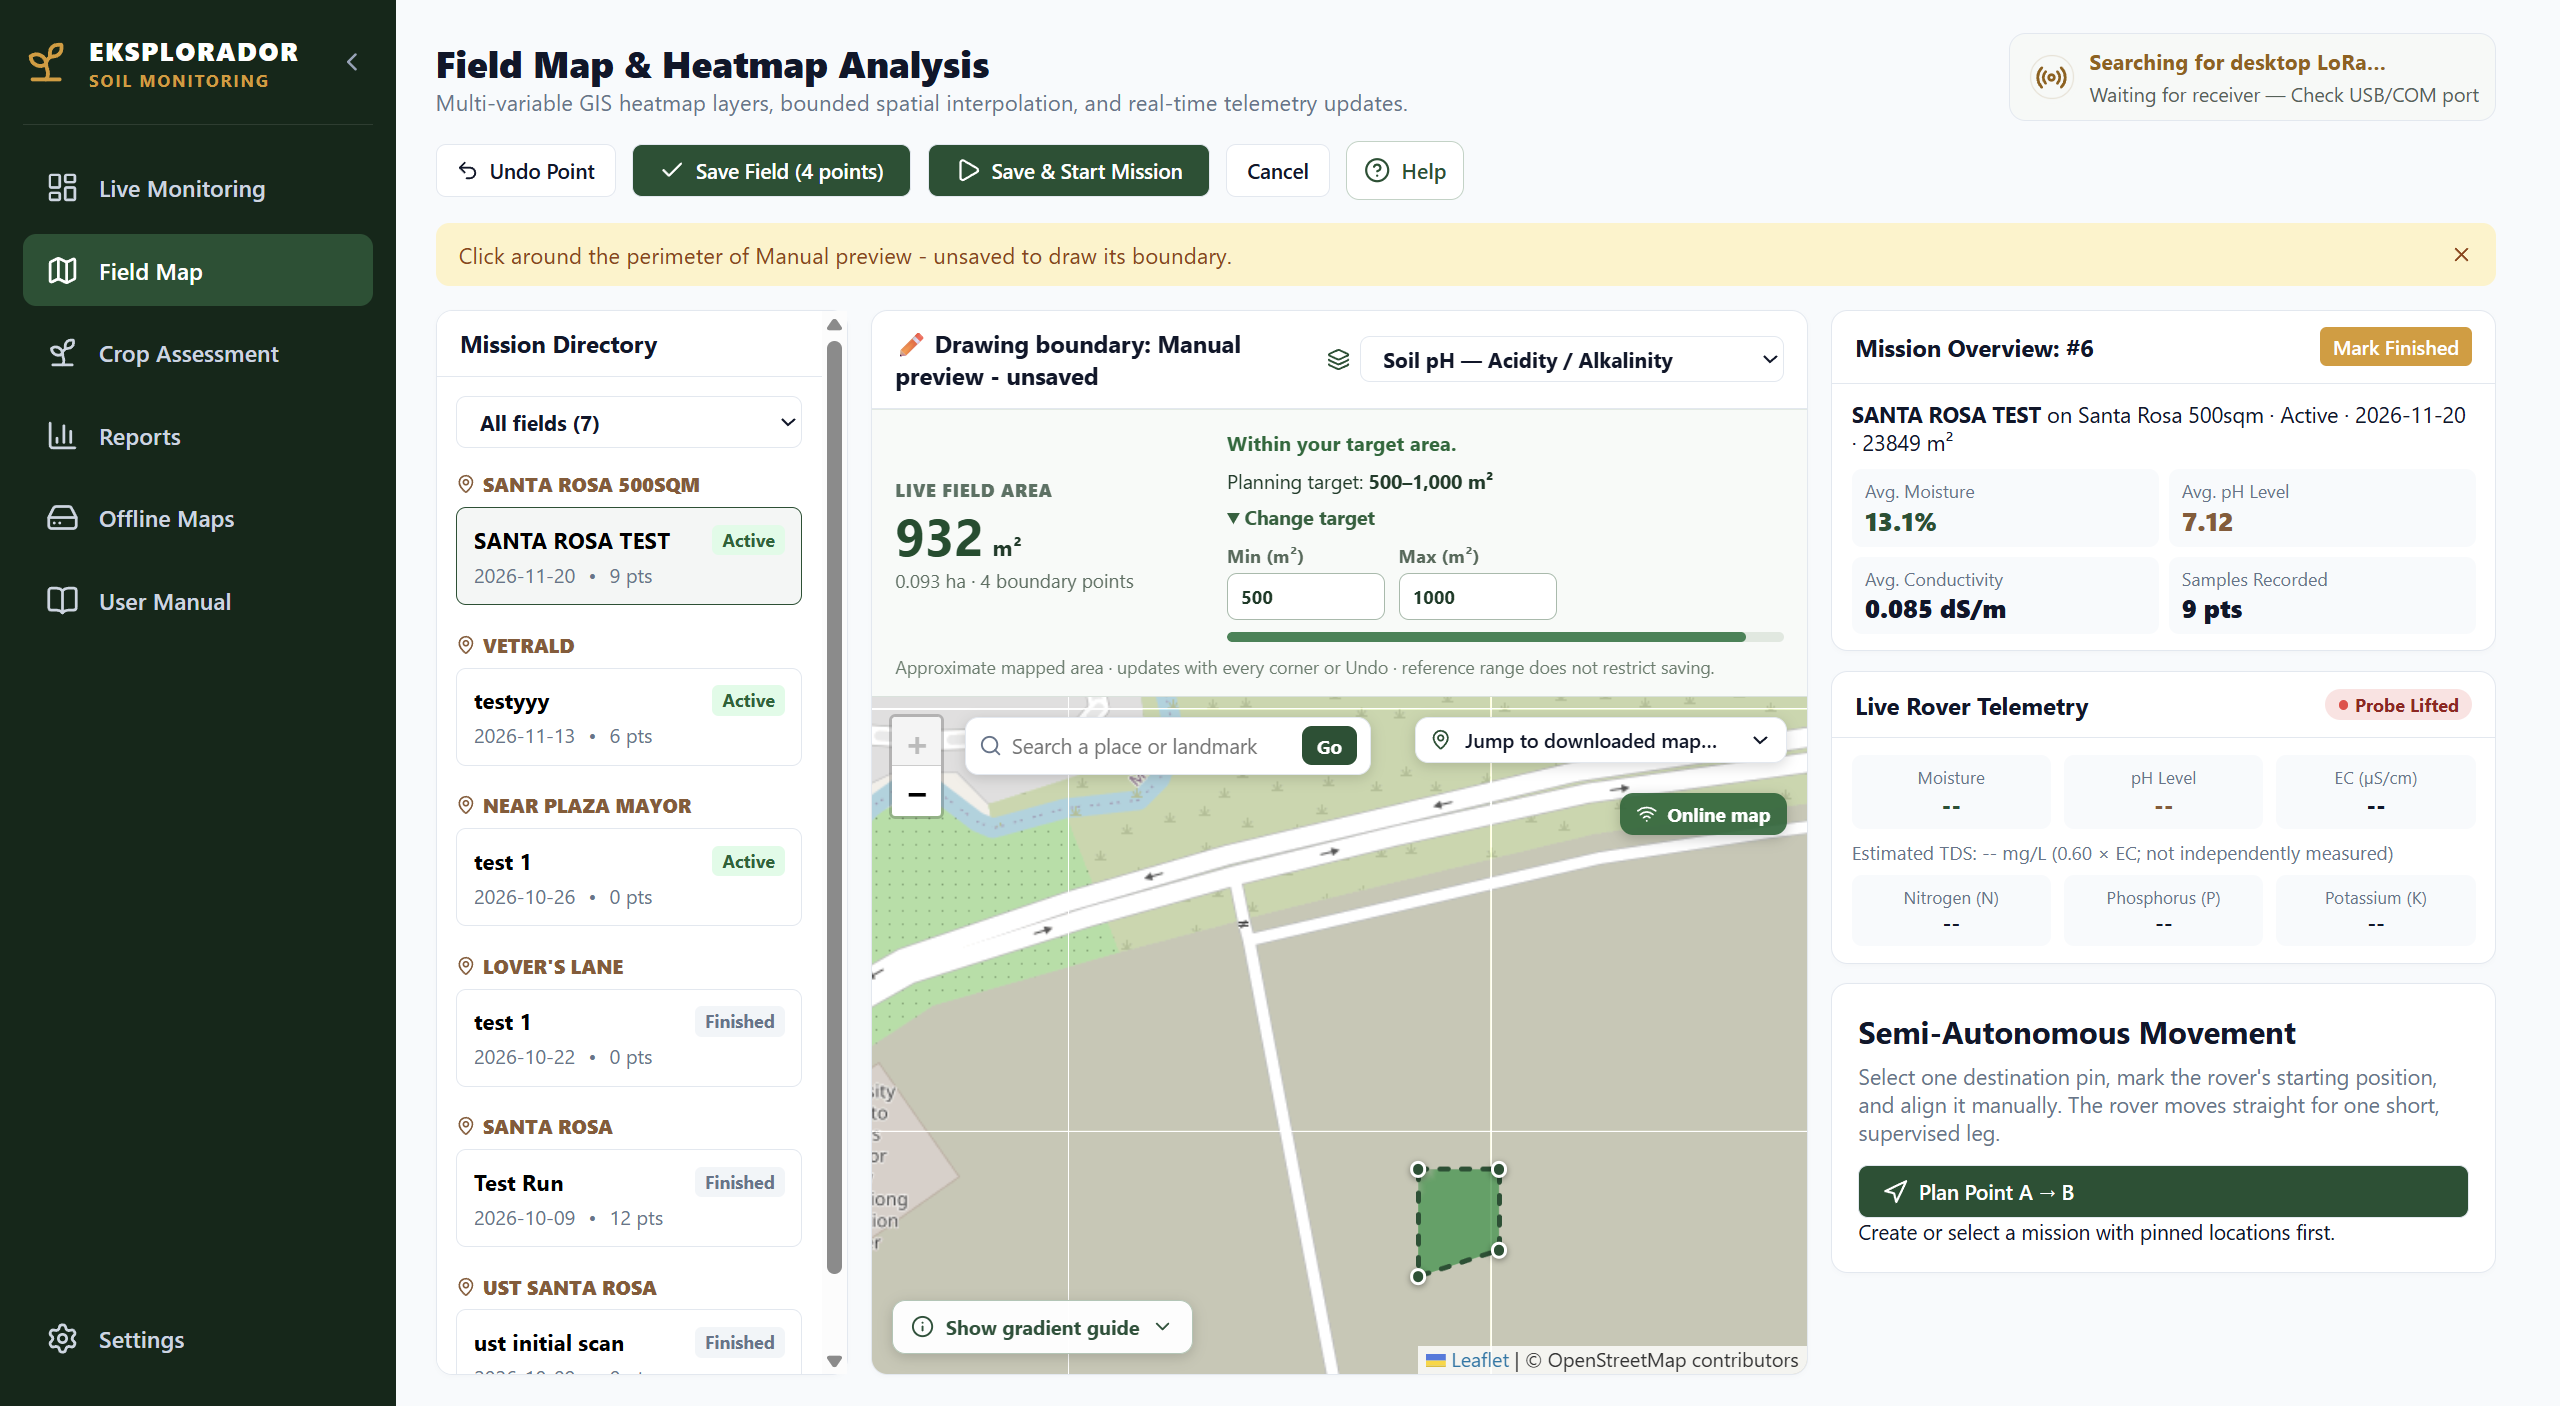 EKSPLORADOR
SOIL MONITORING
Live Monitoring
Field Map
Crop Assessment
Reports
Offline Maps
User Manual
Settings
Field Map & Heatmap Analysis
Multi-variable GIS heatmap layers, bounded spatial interpolation, and real-time telemetry updates.
Searching for desktop LoRa...
Waiting for receiver — Check USB/COM port
Undo Point
Save Field (4 points)
Save & Start Mission
Cancel
Help
Click around the perimeter of Manual preview - unsaved to draw its boundary.
Mission Directory
All fields (7)
SANTA ROSA 500SQM
SANTA ROSA TEST
Active
2026-11-20 • 9 pts
VETRALD
testyyy
Active
2026-11-13 • 6 pts
NEAR PLAZA MAYOR
test 1
Active
2026-10-26 • 0 pts
LOVER'S LANE
test 1
Finished
2026-10-22 • 0 pts
SANTA ROSA
Test Run
Finished
2026-10-09 • 12 pts
UST SANTA ROSA
ust initial scan
Finished
Drawing boundary: Manual
preview - unsaved
Soil pH — Acidity / Alkalinity
LIVE FIELD AREA
932 m²
0.093 ha · 4 boundary points
Within your target area.
Planning target: 500–1,000 m²
▼ Change target
Min (m²)
Max (m²)
500
1000
Approximate mapped area · updates with every corner or Undo · reference range does not restrict saving.
+
−
Search a place or landmark
Go
Jump to downloaded map...
Online map
sity
to
s
or
iong
ion
er
Show gradient guide
Leaflet | © OpenStreetMap contributors
Mission Overview: #6
Mark Finished
SANTA ROSA TEST on Santa Rosa 500sqm · Active · 2026-11-20
· 23849 m²
Avg. Moisture
13.1%
Avg. pH Level
7.12
Avg. Conductivity
0.085 dS/m
Samples Recorded
9 pts
Live Rover Telemetry
Probe Lifted
Moisture
--
pH Level
--
EC (µS/cm)
--
Estimated TDS: -- mg/L (0.60 × EC; not independently measured)
Nitrogen (N)
--
Phosphorus (P)
--
Potassium (K)
--
Semi-Autonomous Movement
Select one destination pin, mark the rover's starting position,
and align it manually. The rover moves straight for one short,
supervised leg.
Plan Point A → B
Create or select a mission with pinned locations first.